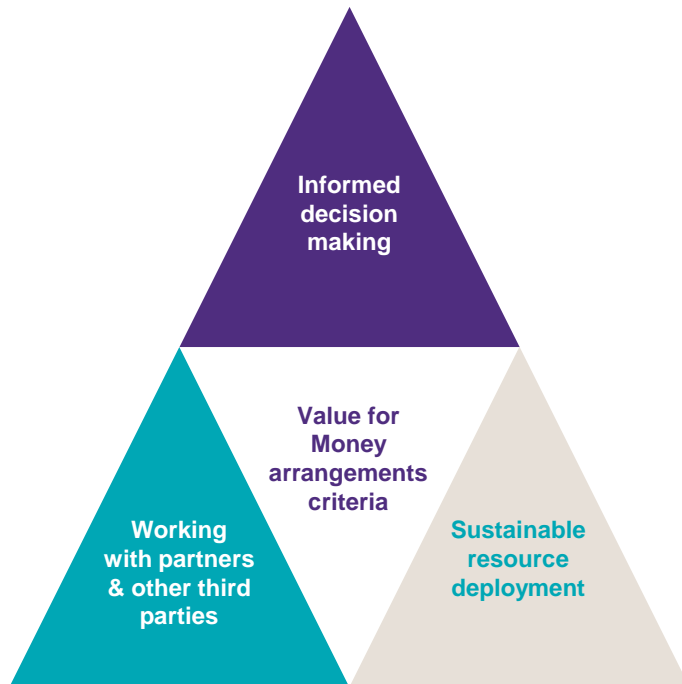 Informed
decision
making
Value for
Money
arrangements
criteria
Working
with partners
& other third
parties
Sustainable
resource
deployment